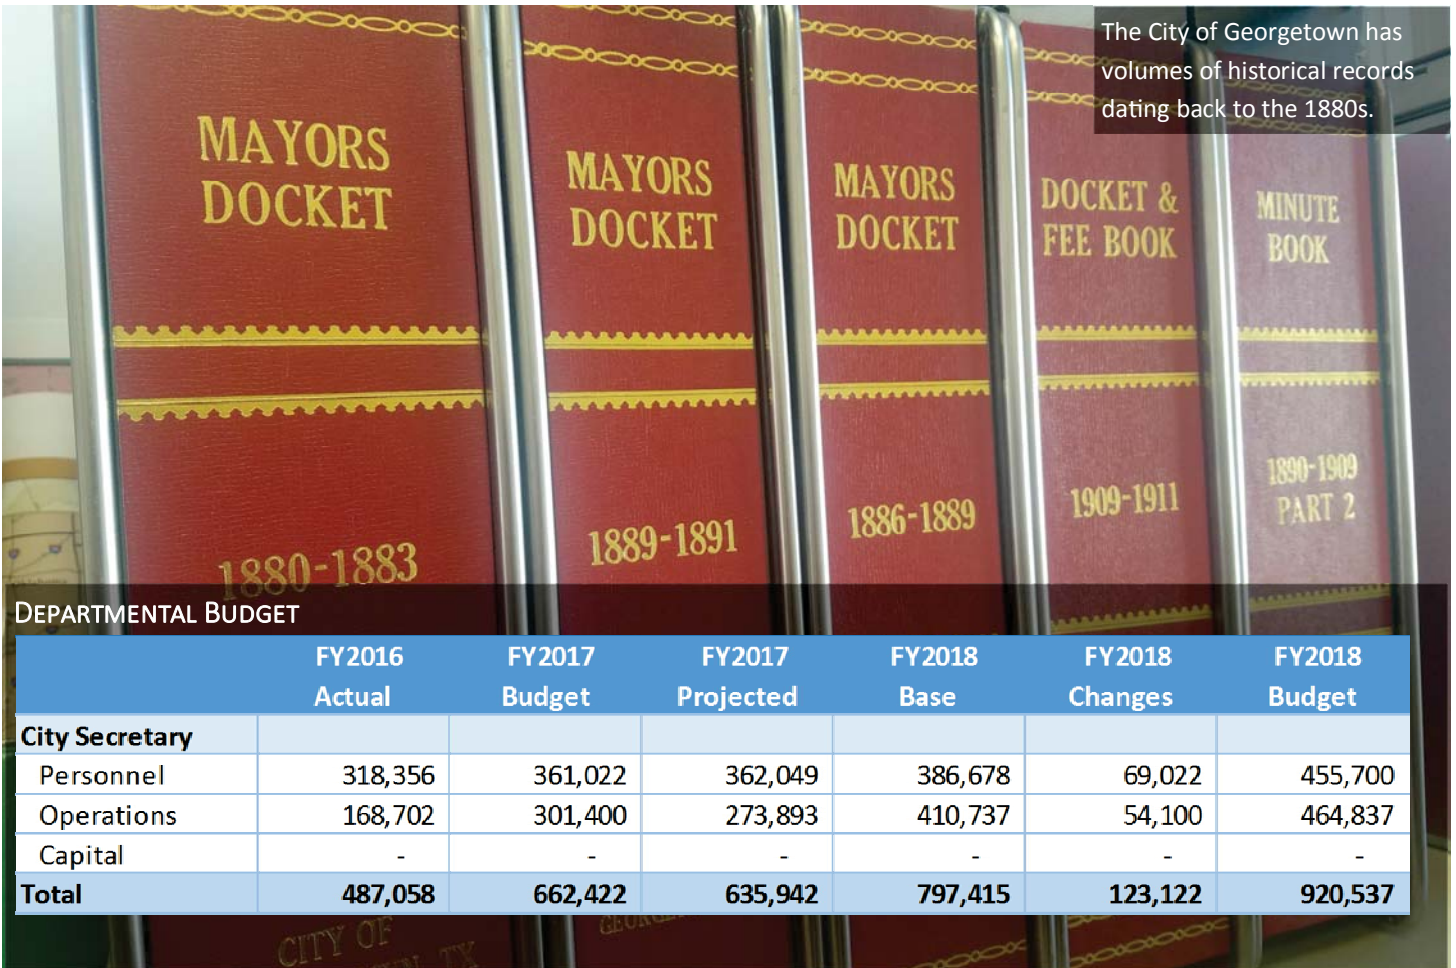 The City of Georgetown has
volumes of historical records
dating back to the 1880s.
MAYORS
DOCKET
1880-1883
MAYORS
DOCKET
1889-1891
MAYORS
DOCKET
1886-1889
DOCKET &
FEE BOOK
1909-1911
MINUTE
BOOK
1890-1909
PART 2
DEPARTMENTAL BUDGET
FY2016 FY2017 FY2017 FY2018 FY2018 FY2018
Actual Budget Projected Base Changes Budget
City Secretary
Personnel 318,356 361,022 362,049 386,678 69,022 455,700
Operations 168,702 301,400 273,893 410,737 54,100 464,837
Capital - - - - - -
Total 487,058 662,422 635,942 797,415 123,122 920,537
CITY OF
TX